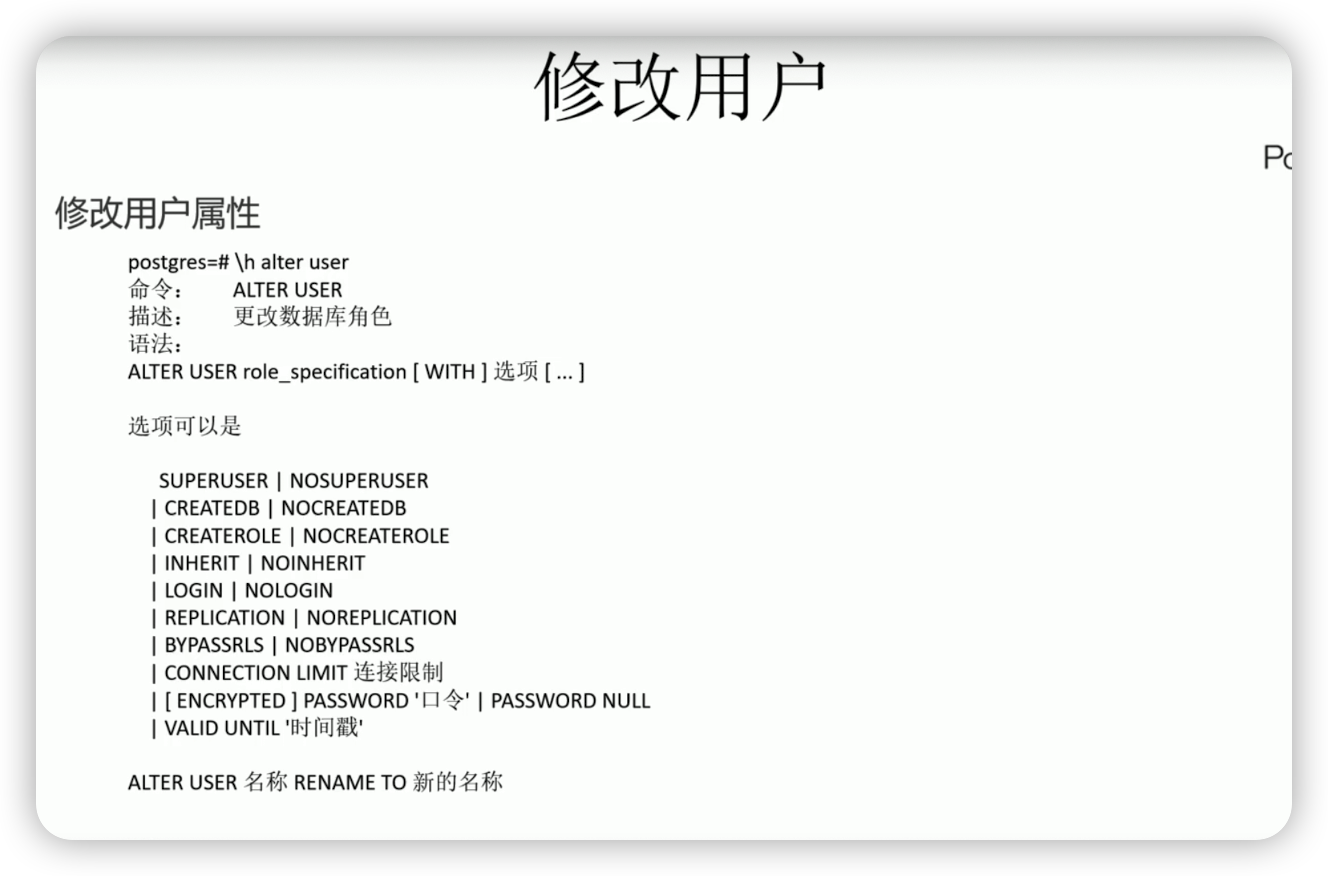 修改用户
Po
修改用户属性
postgres=# \h alter user
命令： ALTER USER
描述： 更改数据库角色
语法：
ALTER USER role_specification [ WITH ] 选项 [ ... ]
选项可以是
SUPERUSER | NOSUPERUSER
| CREATEDB | NOCREATEDB
| CREATEROLE | NOCREATEROLE
| INHERIT | NOINHERIT
| LOGIN | NOLOGIN
| REPLICATION | NOREPLICATION
| BYPASSRLS | NOBYPASSRLS
| CONNECTION LIMIT 连接限制
| [ ENCRYPTED ] PASSWORD '口令' | PASSWORD NULL
| VALID UNTIL '时间戳'
ALTER USER 名称 RENAME TO 新的名称